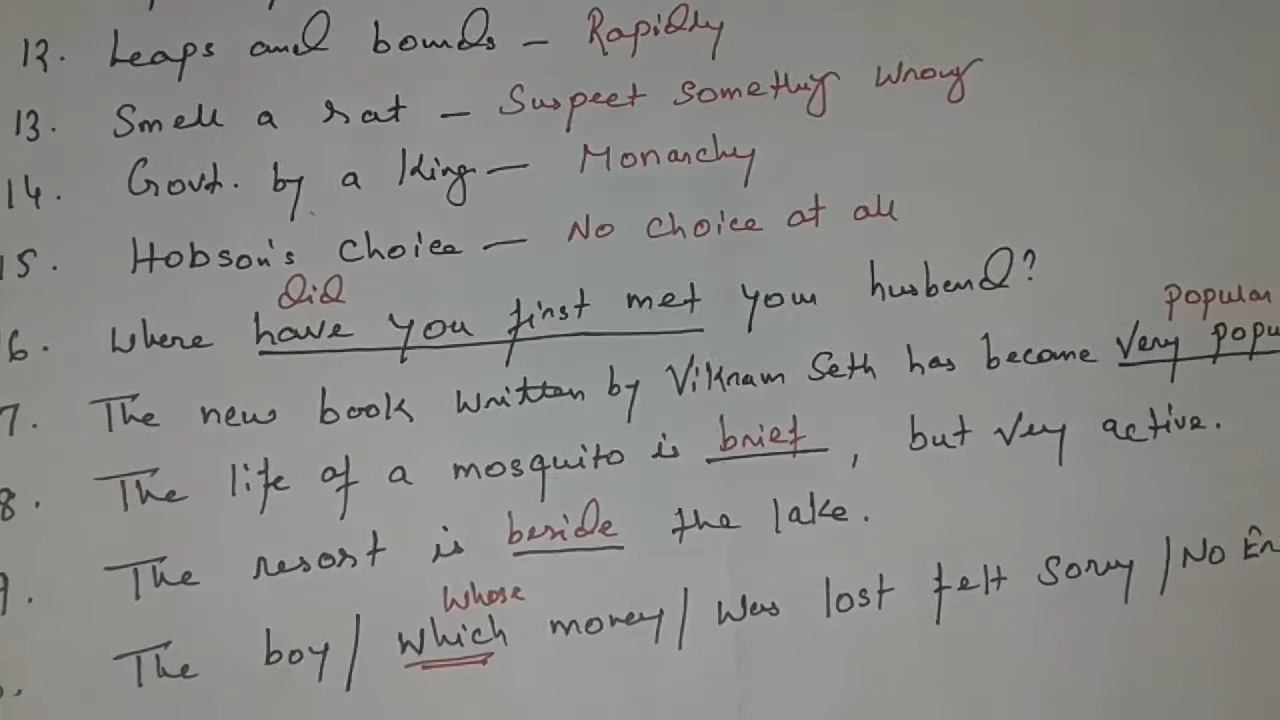 12. Leaps and bounds - Rapidly
13. Smell a rat - Suspect something wrong
14. Govt. by a King - Monarchy
15. Hobson's choice - No choice at all
did
6. Where have you first met your husband?
popular
7. The new book written by Vikram Seth has become very popu
8. The life of a mosquito is brief, but very active.
9. The resort is beside the lake.
whose
The boy / which money / was lost felt sorry / No Er